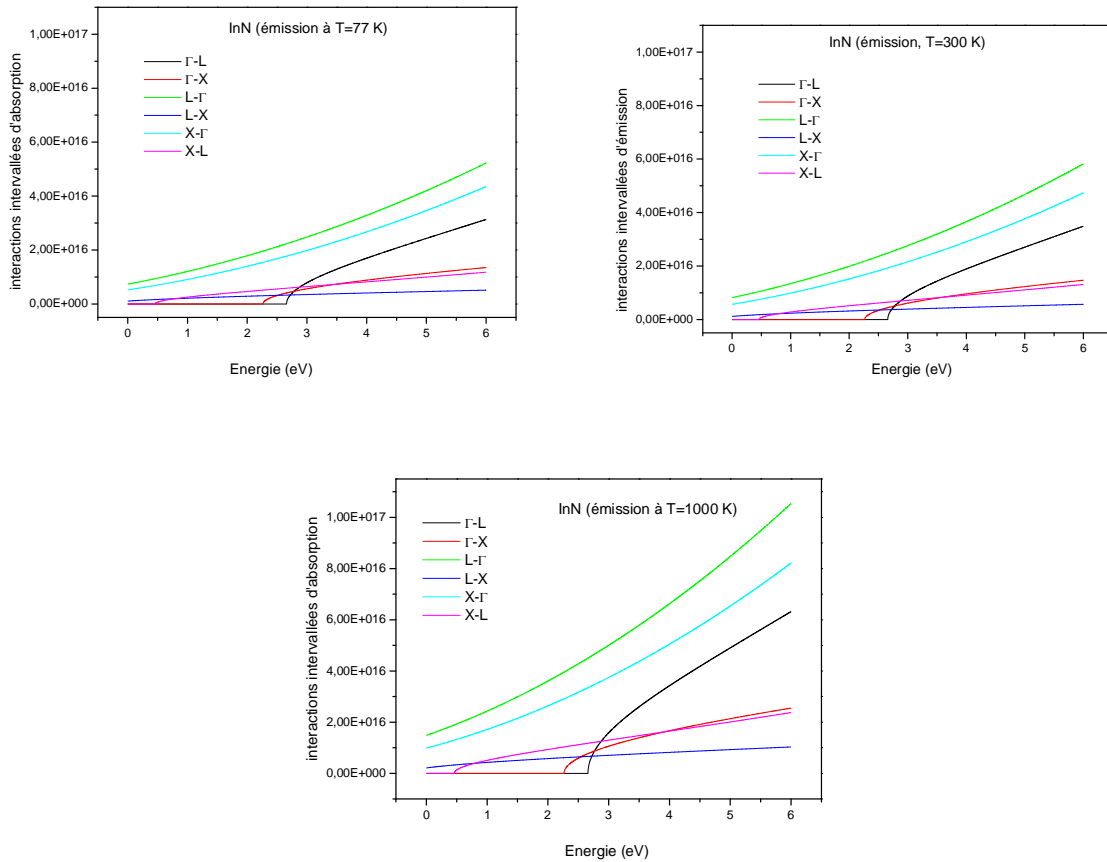 InN (émission à T=77 K)
interactions intervallées d'absorption
1,00E+017
8,00E+016
6,00E+016
4,00E+016
2,00E+016
0,00E+000
Γ-L
Γ-X
L-Γ
L-X
X-Γ
X-L
0 1 2 3 4 5 6
Energie (eV)
InN (émission, T=300 K)
interactions intervallées d'émission
1,00E+017
8,00E+016
6,00E+016
4,00E+016
2,00E+016
0,00E+000
Γ-L
Γ-X
L-Γ
L-X
X-Γ
X-L
0 1 2 3 4 5 6
Energie (eV)
InN (émission à T=1000 K)
interactions intervallées d'absorption
1,00E+017
8,00E+016
6,00E+016
4,00E+016
2,00E+016
0,00E+000
Γ-L
Γ-X
L-Γ
L-X
X-Γ
X-L
0 1 2 3 4 5 6
Energie (eV)